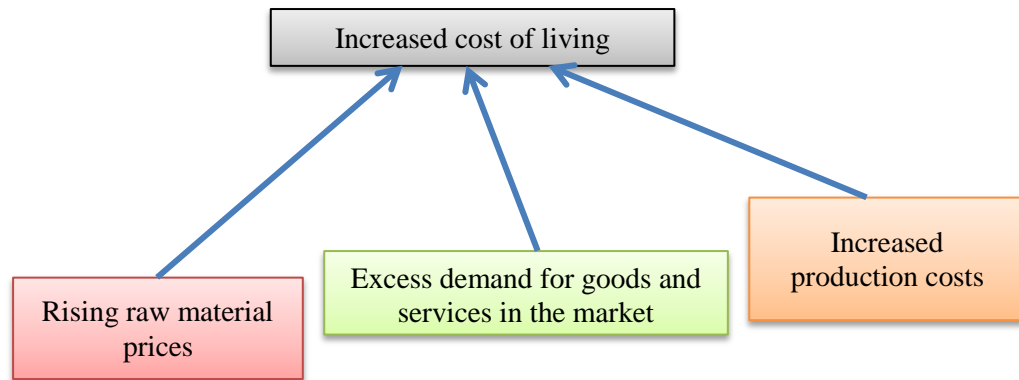 Increased cost of living
Rising raw material
prices
Excess demand for goods and
services in the market
Increased
production costs